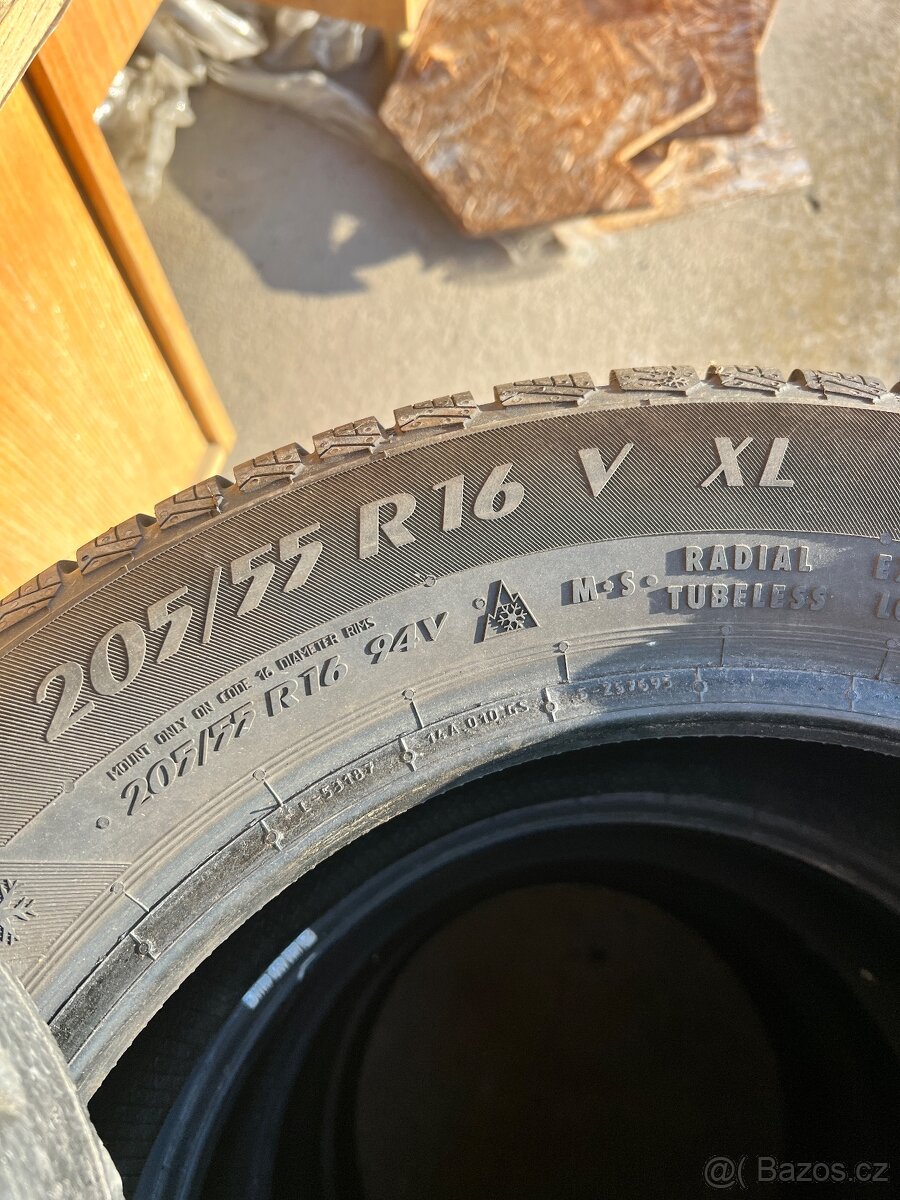 205/55 R16 V XL
MOUNT ONLY ON CODE 16 DIAMETER RIMS
205/55 R16 94V
M·S·
RADIAL
TUBELESS
L-53187
@( Bazos.cz